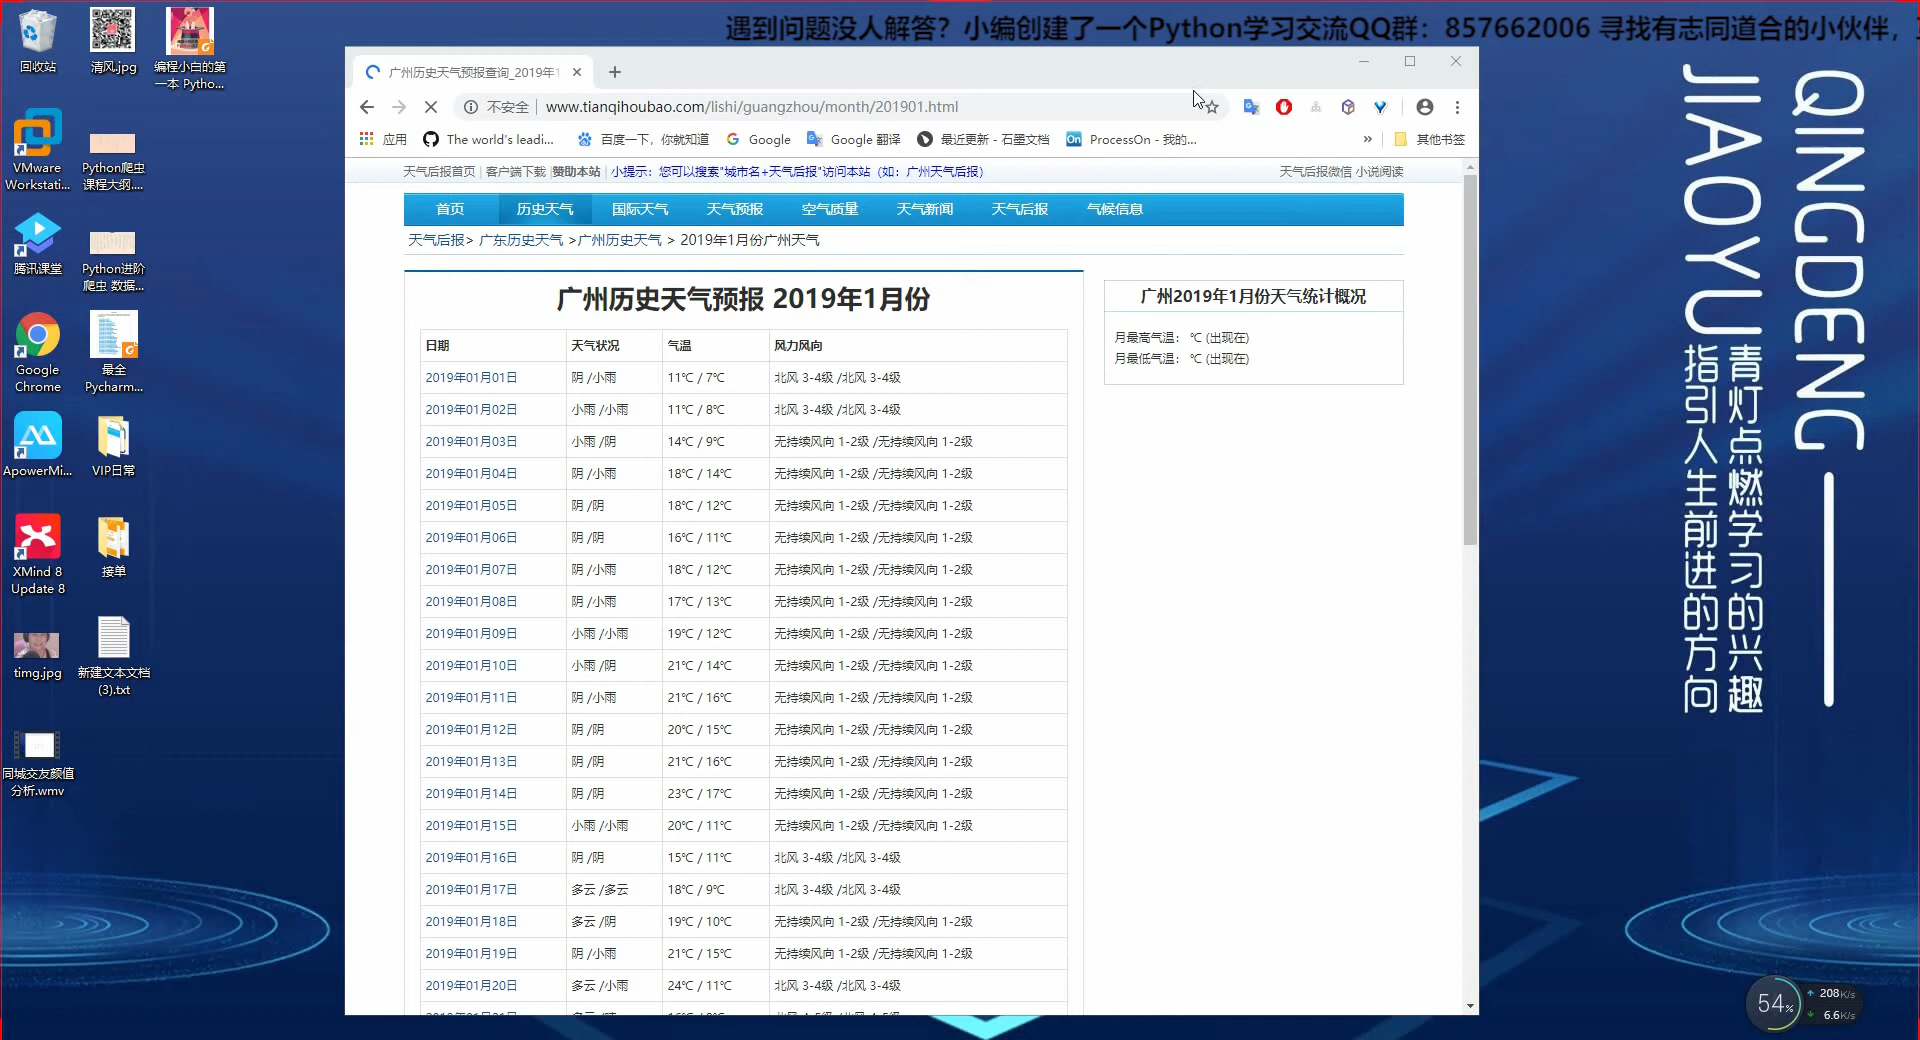 遇到问题没人解答？小编创建了一个Python学习交流QQ群：857662006 寻找有志同道合的小伙伴，
回收站
清风.jpg
编程小白的第一本 Pytho...
VMware Workstati...
Python爬虫课程大纲....
腾讯课堂
Python进阶爬虫 数据...
Google Chrome
最全 Pycharm...
ApowerMi...
VIP日常
XMind 8 Update 8
接单
timg.jpg
新建文本文档 (3).txt
同城交友颜值分析.wmv
广州历史天气预报查询_2019年1
不安全 www.tianqihoubao.com/lishi/guangzhou/month/201901.html
应用 The world's leadi... 百度一下，你就知道 Google Google 翻译 最近更新 - 石墨文档 ProcessOn - 我的... » 其他书签
天气后报首页 | 客户端下载 |赞助本站 | 小提示：您可以搜索"城市名+天气后报"访问本站（如：广州天气后报） 天气后报微信 小说阅读
首页 历史天气 国际天气 天气预报 空气质量 天气新闻 天气后报 气候信息
天气后报> 广东历史天气 >广州历史天气 > 2019年1月份广州天气
广州历史天气预报 2019年1月份
日期 天气状况 气温 风力风向
2019年01月01日 阴 /小雨 11℃ / 7℃ 北风 3-4级 /北风 3-4级
2019年01月02日 小雨 /小雨 11℃ / 8℃ 北风 3-4级 /北风 3-4级
2019年01月03日 小雨 /阴 14℃ / 9℃ 无持续风向 1-2级 /无持续风向 1-2级
2019年01月04日 阴 /小雨 18℃ / 14℃ 无持续风向 1-2级 /无持续风向 1-2级
2019年01月05日 阴 /阴 18℃ / 12℃ 无持续风向 1-2级 /无持续风向 1-2级
2019年01月06日 阴 /阴 16℃ / 11℃ 无持续风向 1-2级 /无持续风向 1-2级
2019年01月07日 阴 /小雨 18℃ / 12℃ 无持续风向 1-2级 /无持续风向 1-2级
2019年01月08日 阴 /小雨 17℃ / 13℃ 无持续风向 1-2级 /无持续风向 1-2级
2019年01月09日 小雨 /小雨 19℃ / 12℃ 无持续风向 1-2级 /无持续风向 1-2级
2019年01月10日 小雨 /阴 21℃ / 14℃ 无持续风向 1-2级 /无持续风向 1-2级
2019年01月11日 阴 /小雨 21℃ / 16℃ 无持续风向 1-2级 /无持续风向 1-2级
2019年01月12日 阴 /阴 20℃ / 15℃ 无持续风向 1-2级 /无持续风向 1-2级
2019年01月13日 阴 /阴 21℃ / 16℃ 无持续风向 1-2级 /无持续风向 1-2级
2019年01月14日 阴 /阴 23℃ / 17℃ 无持续风向 1-2级 /无持续风向 1-2级
2019年01月15日 小雨 /小雨 20℃ / 11℃ 无持续风向 1-2级 /无持续风向 1-2级
2019年01月16日 阴 /阴 15℃ / 11℃ 北风 3-4级 /北风 3-4级
2019年01月17日 多云 /多云 18℃ / 9℃ 北风 3-4级 /北风 3-4级
2019年01月18日 多云 /阴 19℃ / 10℃ 无持续风向 1-2级 /无持续风向 1-2级
2019年01月19日 阴 /小雨 21℃ / 15℃ 无持续风向 1-2级 /无持续风向 1-2级
2019年01月20日 多云 /小雨 24℃ / 11℃ 北风 3-4级 /北风 3-4级
广州2019年1月份天气统计概况
月最高气温： ℃ (出现在)
月最低气温： ℃ (出现在)
QINGDENG
JIAOYU
青灯点燃学习的兴趣
指引人生前进的方向
54%
208K/s
6.6K/s